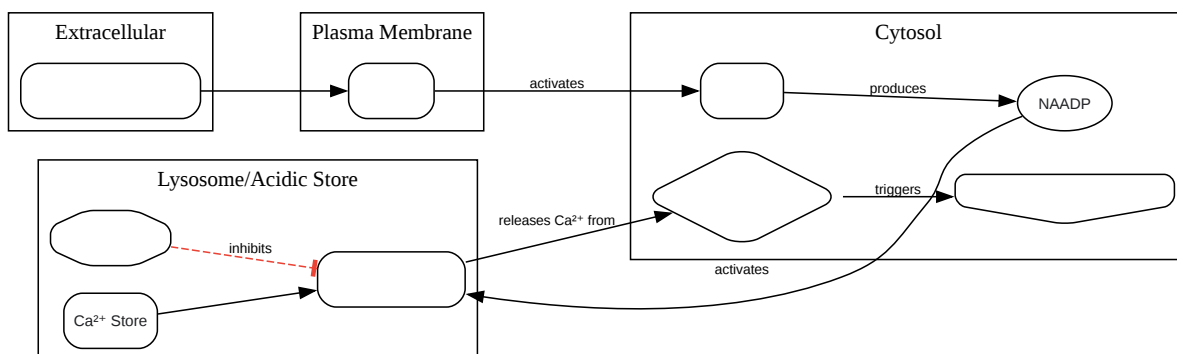 Extracellular
Plasma Membrane
Cytosol
activates
produces
NAADP
Lysosome/Acidic Store
triggers
releases Ca²⁺ from
inhibits
activates
Ca²⁺ Store